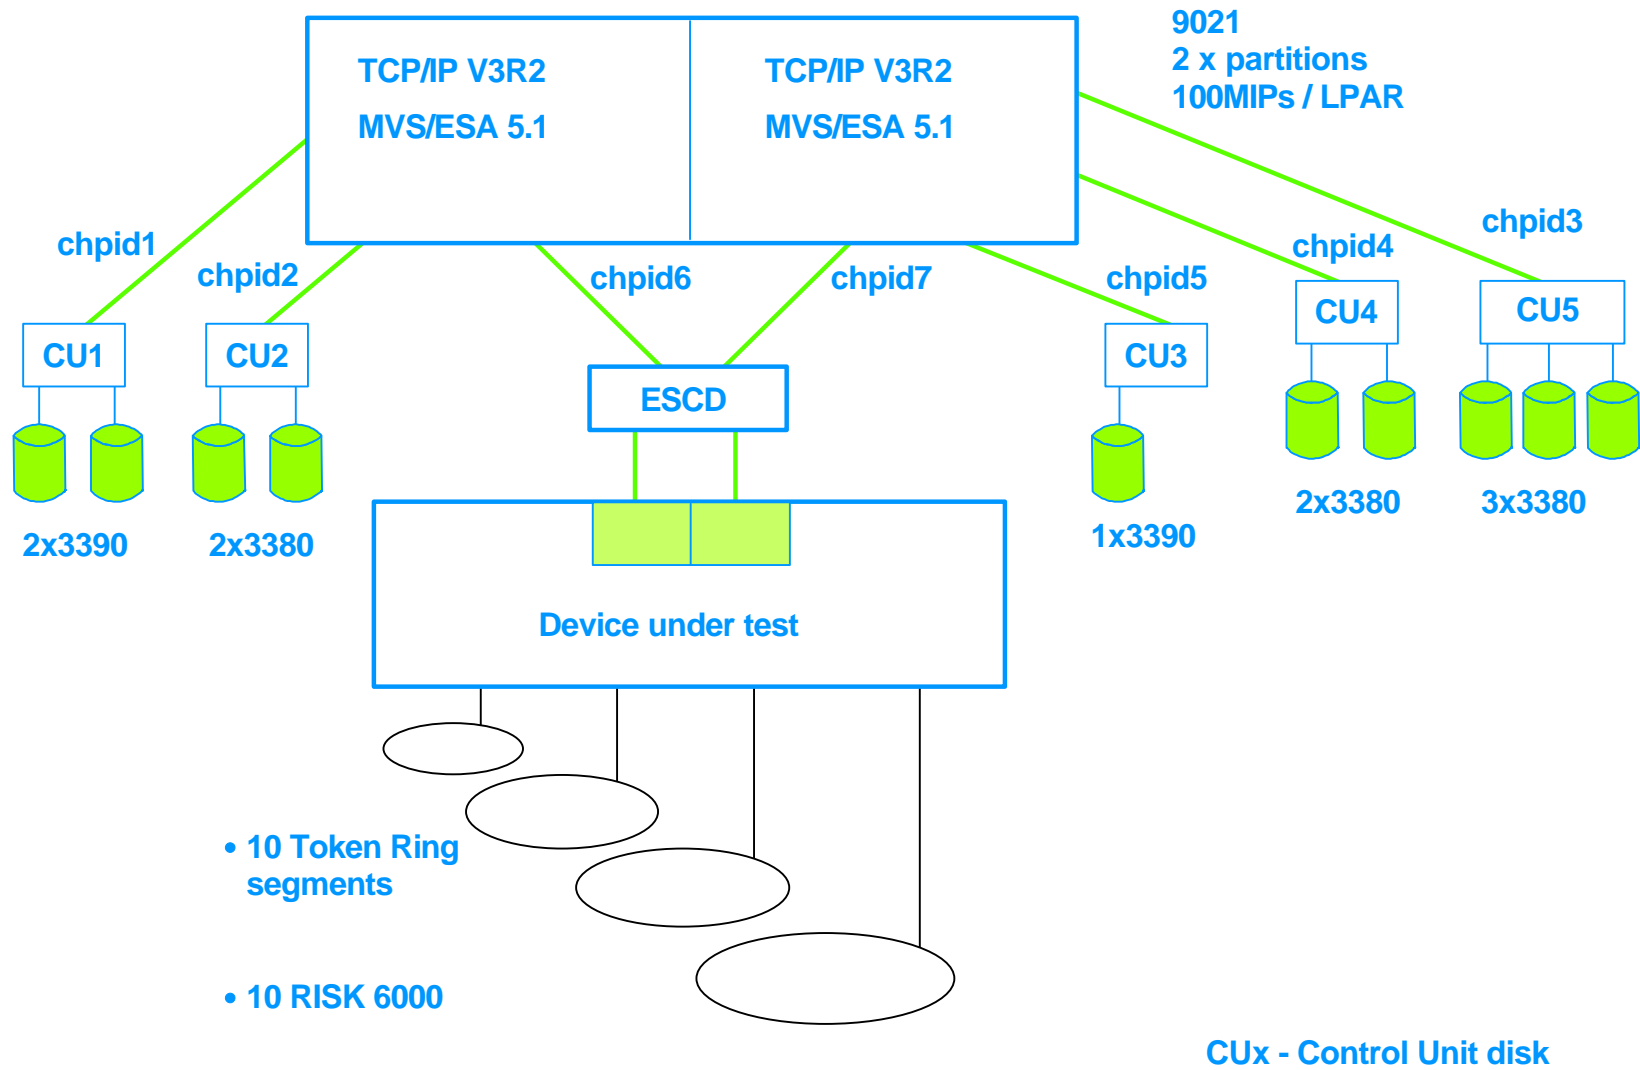 9021
2 x partitions
100MIPs / LPAR
TCP/IP V3R2
MVS/ESA 5.1
TCP/IP V3R2
MVS/ESA 5.1
chpid1
chpid2
chpid6
chpid7
chpid5
chpid4
chpid3
CU1
CU2
ESCD
CU3
CU4
CU5
2x3390
2x3380
1x3390
2x3380
3x3380
Device under test
• 10 Token Ring
segments
• 10 RISK 6000
CUx - Control Unit disk